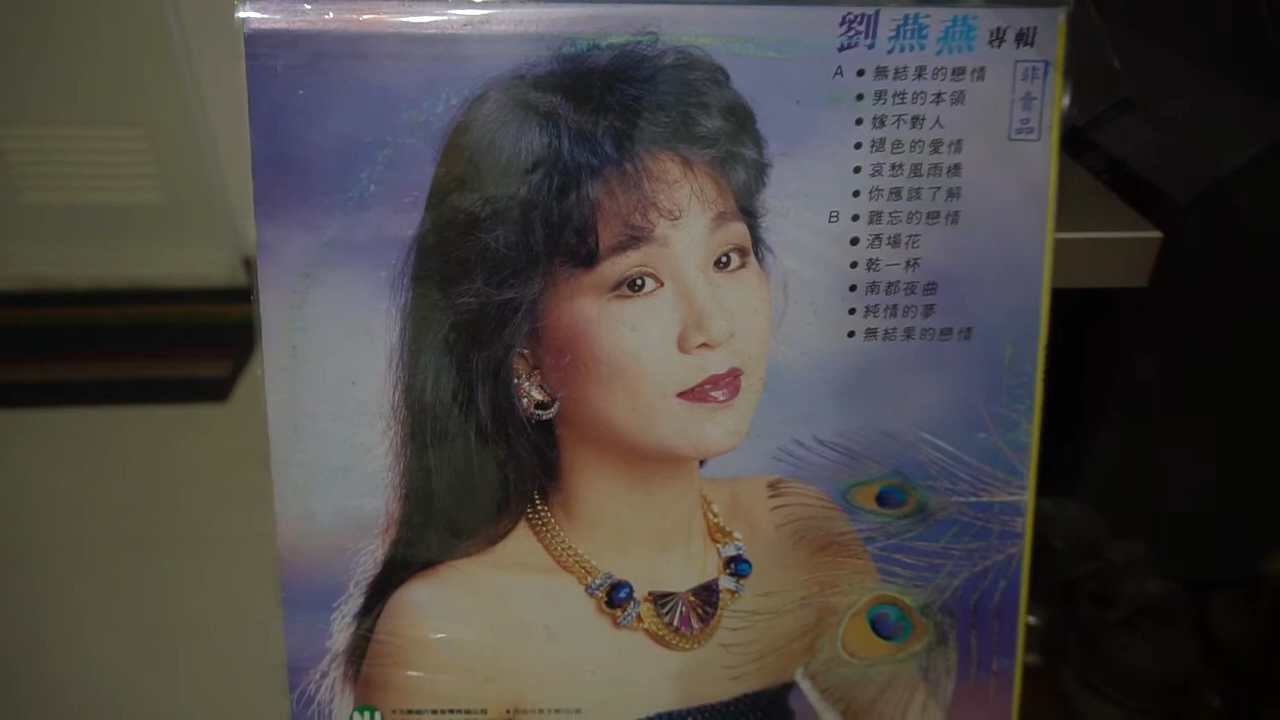 劉燕燕 專輯
非賣品
A ● 無結果的戀情
● 男性的本領
● 嫁不對人
● 褪色的愛情
● 哀愁風雨橋
● 你應該了解
B ● 難忘的戀情
● 酒場花
● 乾一杯
● 南都夜曲
● 純情的夢
● 無結果的戀情